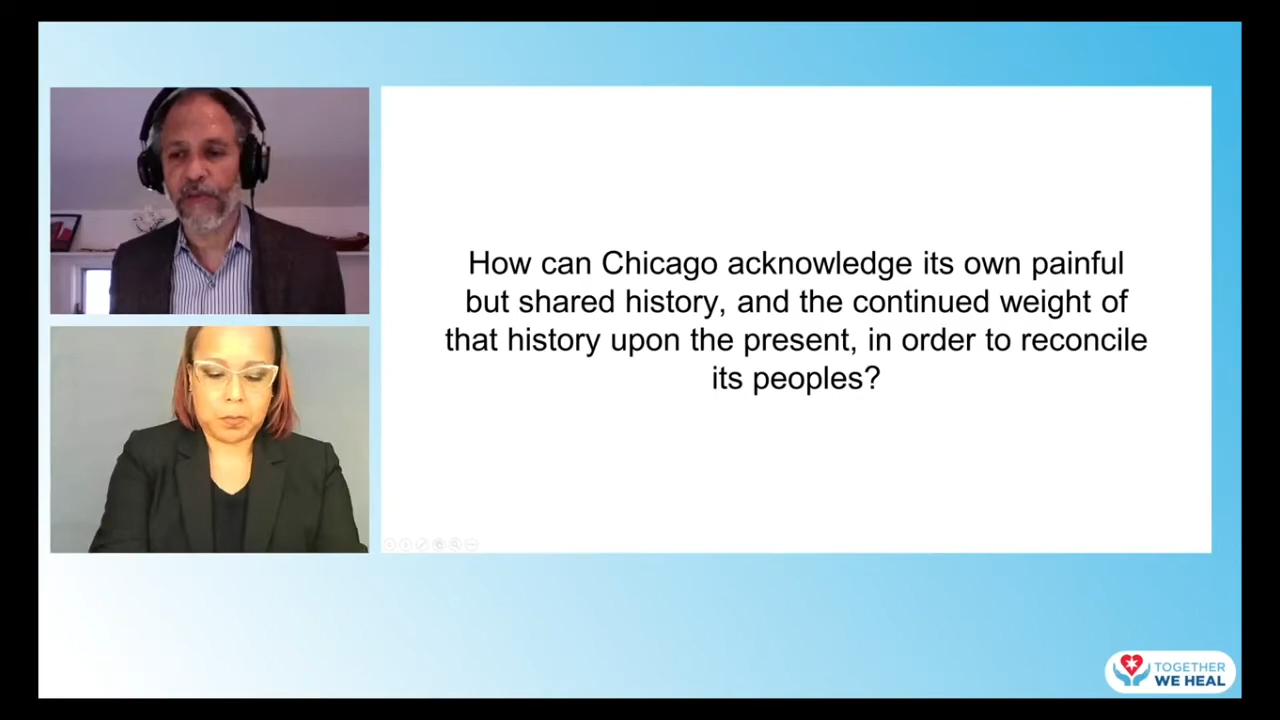 How can Chicago acknowledge its own painful
but shared history, and the continued weight of
that history upon the present, in order to reconcile
its peoples?
TOGETHER
WE HEAL